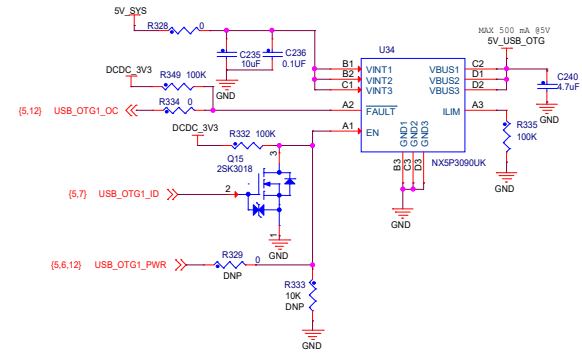 5V_SYS
R328 0
MAX 500 mA @5V
5V_USB_OTG
C235
10uF
C236
0.1UF
U34
DCDC_3V3
R349 100K
B1 VINT1 VBUS1 C2
B2 VINT2 VBUS2 D1
C1 VINT3 VBUS3 D2
C240
4.7uF
GND
GND
{5,12} USB_OTG1_OC
R334 0
A2 FAULT ILIM A3
DCDC_3V3
R332 100K
A1 EN
R335
100K
GND1
GND2
GND3
B3
C3
D3
NX5P3090UK
GND
GND
Q15
2SK3018
3
{5,7} USB_OTG1_ID
2
1
GND
{5,6,12} USB_OTG1_PWR
R329 0
DNP
R333
10K
DNP
GND